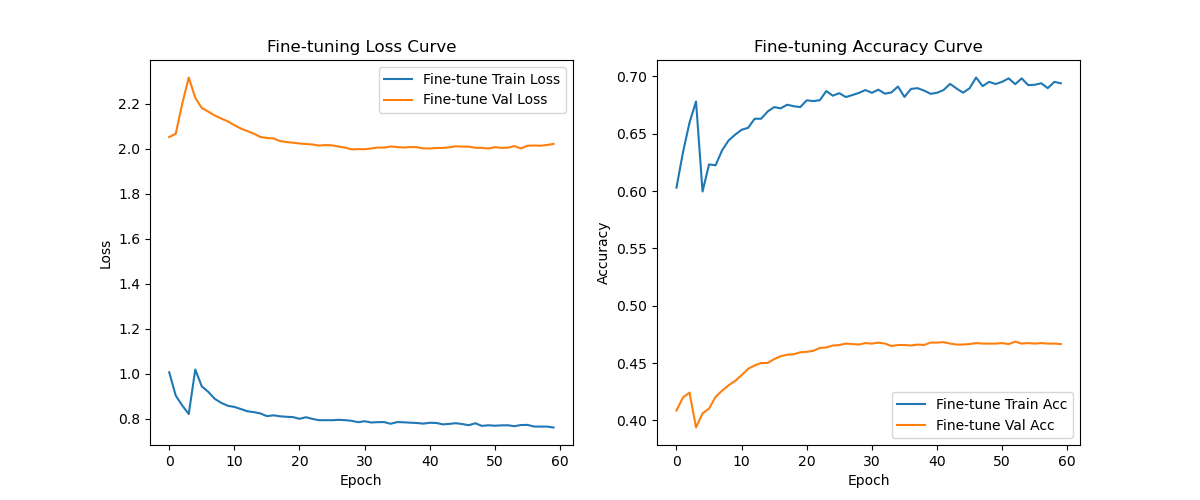 Fine-tuning Loss Curve
Fine-tune Train Loss
Fine-tune Val Loss
2.2
2.0
1.8
1.6
1.4
1.2
1.0
0.8
Loss
0 10 20 30 40 50 60
Epoch
Fine-tuning Accuracy Curve
0.70
0.65
0.60
0.55
0.50
0.45
0.40
Accuracy
Fine-tune Train Acc
Fine-tune Val Acc
0 10 20 30 40 50 60
Epoch